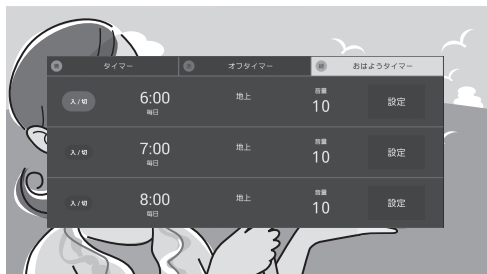 タイマー
オフタイマー
おはようタイマー
入/切
6:00
毎日
地上
音量
10
設定
入/切
7:00
毎日
地上
音量
10
設定
入/切
8:00
毎日
地上
音量
10
設定